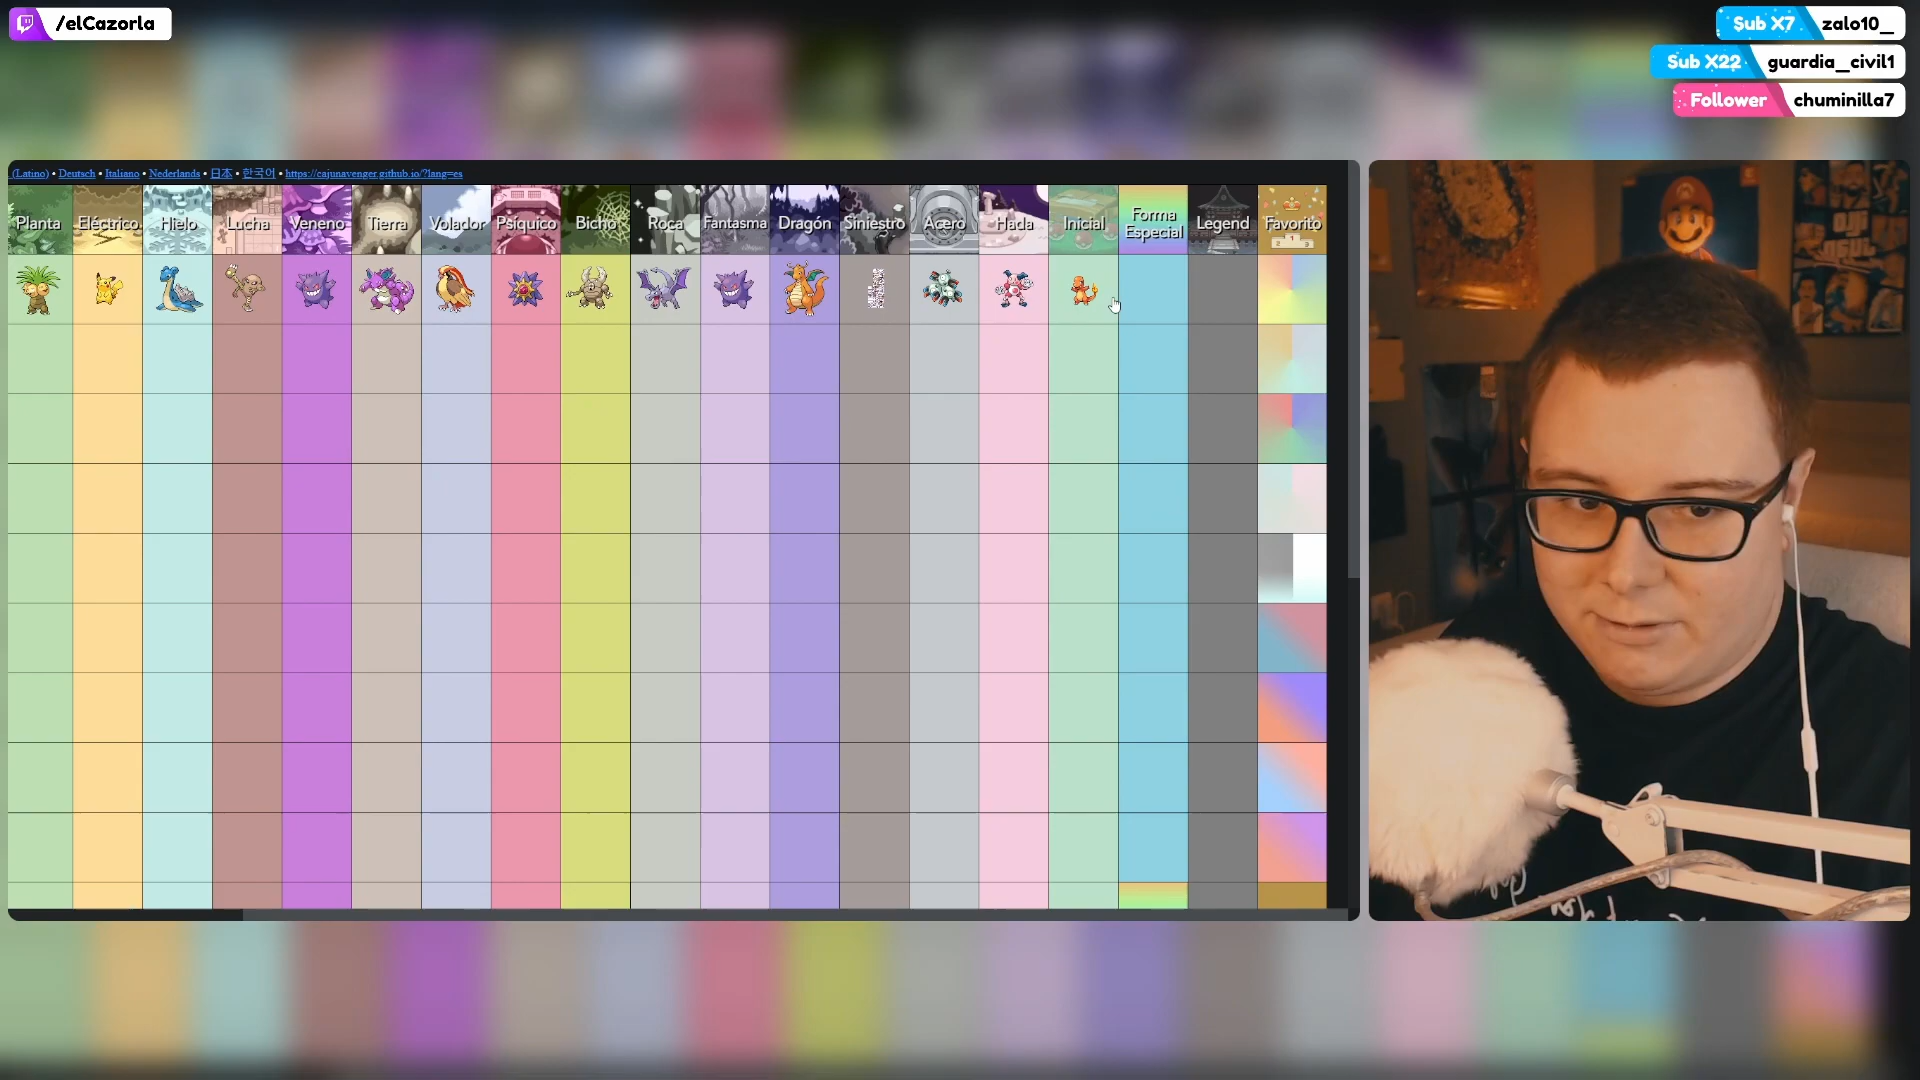 /elCazorla
Sub X7 zalo10_
Sub X22 guardia_civil1
Follower chuminilla7
(Latino) • Deutsch • Italiano • Nederlands • 日本 • 한국어 • https://cajunavenger.github.io/?lang=es
Planta Eléctrico Hielo Lucha Veneno Tierra Volador Psíquico Bicho Roca Fantasma Dragón Siniestro Acero Hada Inicial Forma Especial Legend Favorito